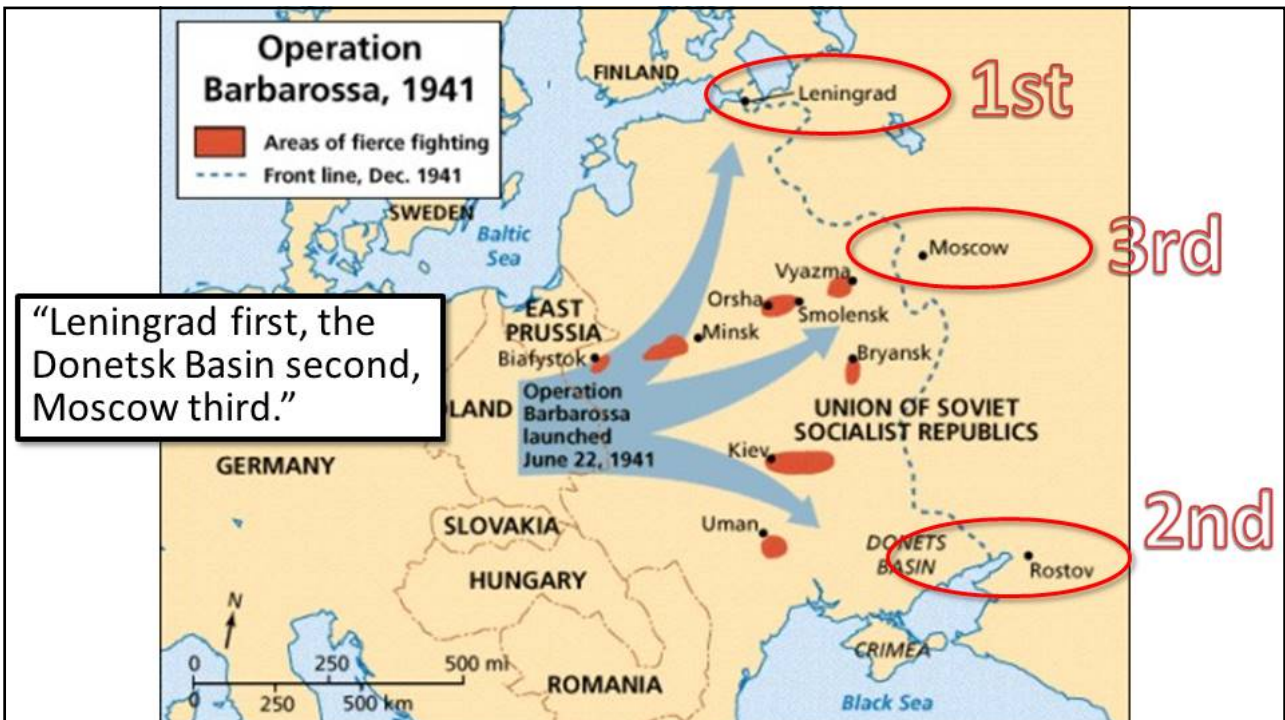 Operation
Barbarossa, 1941
Areas of fierce fighting
Front line, Dec. 1941
FINLAND
Leningrad
1st
SWEDEN
Baltic
Sea
Moscow
3rd
Vyazma
Orsha
Smolensk
EAST
PRUSSIA
Minsk
Białystok
Bryansk
“Leningrad first, the
Donetsk Basin second,
Moscow third.”
LAND
Operation
Barbarossa
launched
June 22, 1941
UNION OF SOVIET
SOCIALIST REPUBLICS
GERMANY
Kiev
2nd
SLOVAKIA
Uman
DONETS
BASIN
Rostov
HUNGARY
N
0 250 500 mi
0 250 500 km
CRIMEA
ROMANIA
Black Sea